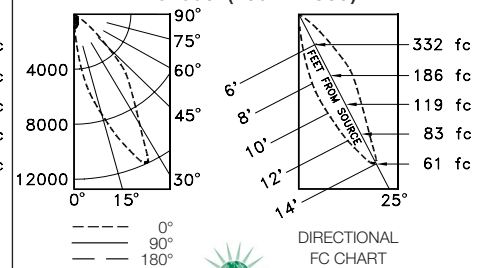 90°
75°
60°
45°
30°
15°
0°
4000
8000
12000
0°
90°
180°
332 fc
186 fc
119 fc
83 fc
61 fc
6'
8'
10'
12'
14'
FEET FROM SOURCE
25°
DIRECTIONAL
FC CHART